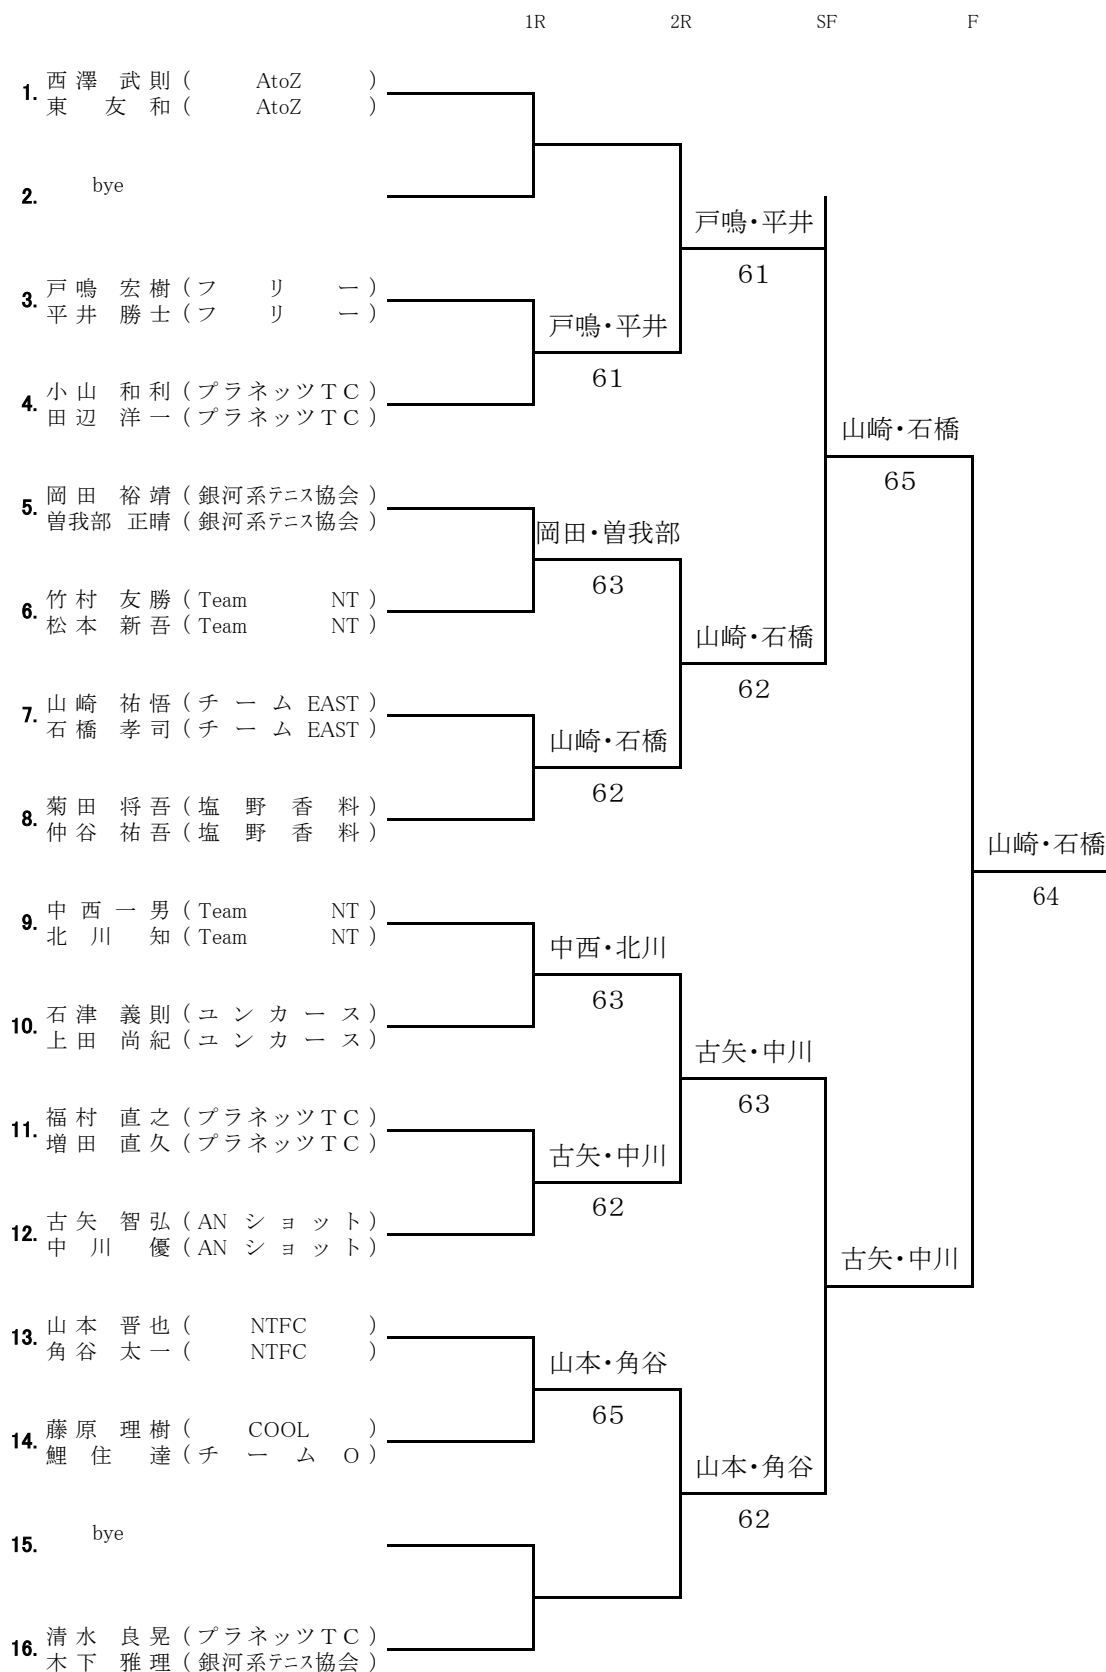 1R 2R SF F
1. 西澤 武則 ( AtoZ )
東 友和 ( AtoZ )
2. bye
戸鳴・平井
61
3. 戸鳴 宏樹 ( フリー )
平井 勝士 ( フリー )
戸鳴・平井
61
4. 小山 和利 ( プラネッツTC )
田辺 洋一 ( プラネッツTC )
山崎・石橋
65
5. 岡田 裕靖 ( 銀河系テニス協会 )
曽我部 正晴 ( 銀河系テニス協会 )
岡田・曽我部
63
6. 竹村 友勝 ( Team NT )
松本 新吾 ( Team NT )
山崎・石橋
62
7. 山崎 祐悟 ( チーム EAST )
石橋 孝司 ( チーム EAST )
山崎・石橋
62
8. 菊田 将吾 ( 塩野香料 )
仲谷 祐吾 ( 塩野香料 )
山崎・石橋
64
9. 中西 一男 ( Team NT )
北川 知 ( Team NT )
中西・北川
63
10. 石津 義則 ( ユンカース )
上田 尚紀 ( ユンカース )
古矢・中川
63
11. 福村 直之 ( プラネッツTC )
増田 直久 ( プラネッツTC )
古矢・中川
62
12. 古矢 智弘 ( AN ショット )
中川 優 ( AN ショット )
古矢・中川
13. 山本 晋也 ( NTFC )
角谷 太一 ( NTFC )
山本・角谷
65
14. 藤原 理樹 ( COOL )
鯉住 達 ( チーム O )
山本・角谷
62
15. bye
16. 清水 良晃 ( プラネッツTC )
木下 雅理 ( 銀河系テニス協会 )